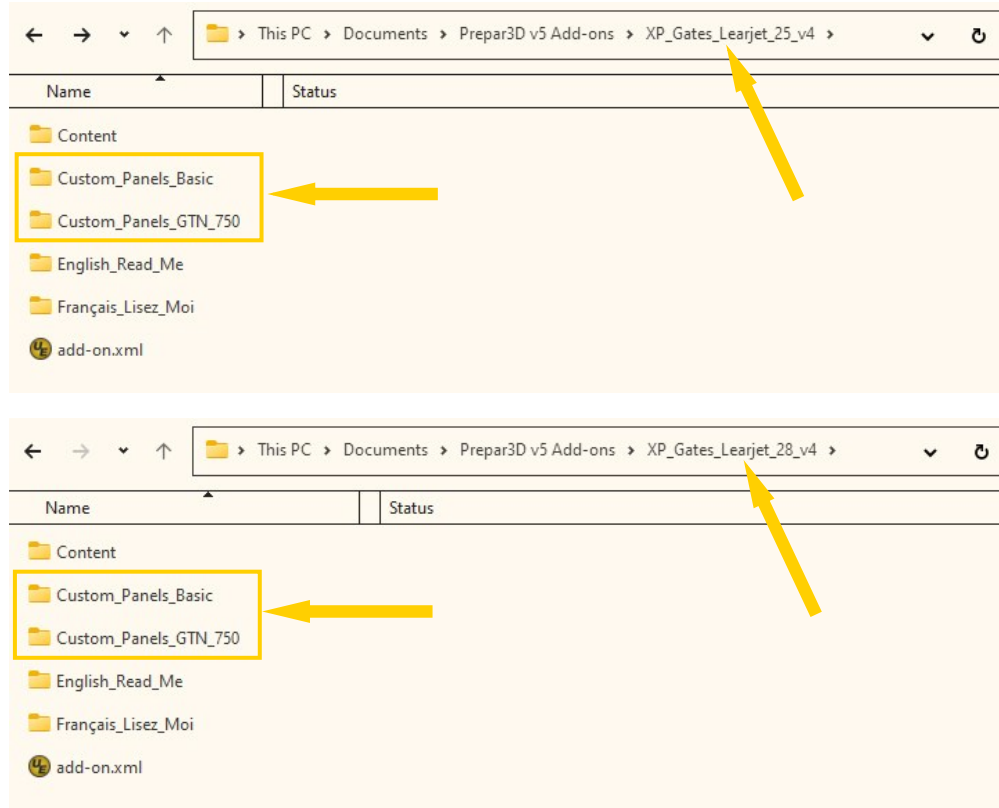 This PC > Documents > Prepar3D v5 Add-ons > XP_Gates_Learjet_25_v4 >
Name Status
Content
Custom_Panels_Basic
Custom_Panels_GTN_750
English_Read_Me
Français_Lisez_Moi
add-on.xml
This PC > Documents > Prepar3D v5 Add-ons > XP_Gates_Learjet_28_v4 >
Name Status
Content
Custom_Panels_Basic
Custom_Panels_GTN_750
English_Read_Me
Français_Lisez_Moi
add-on.xml